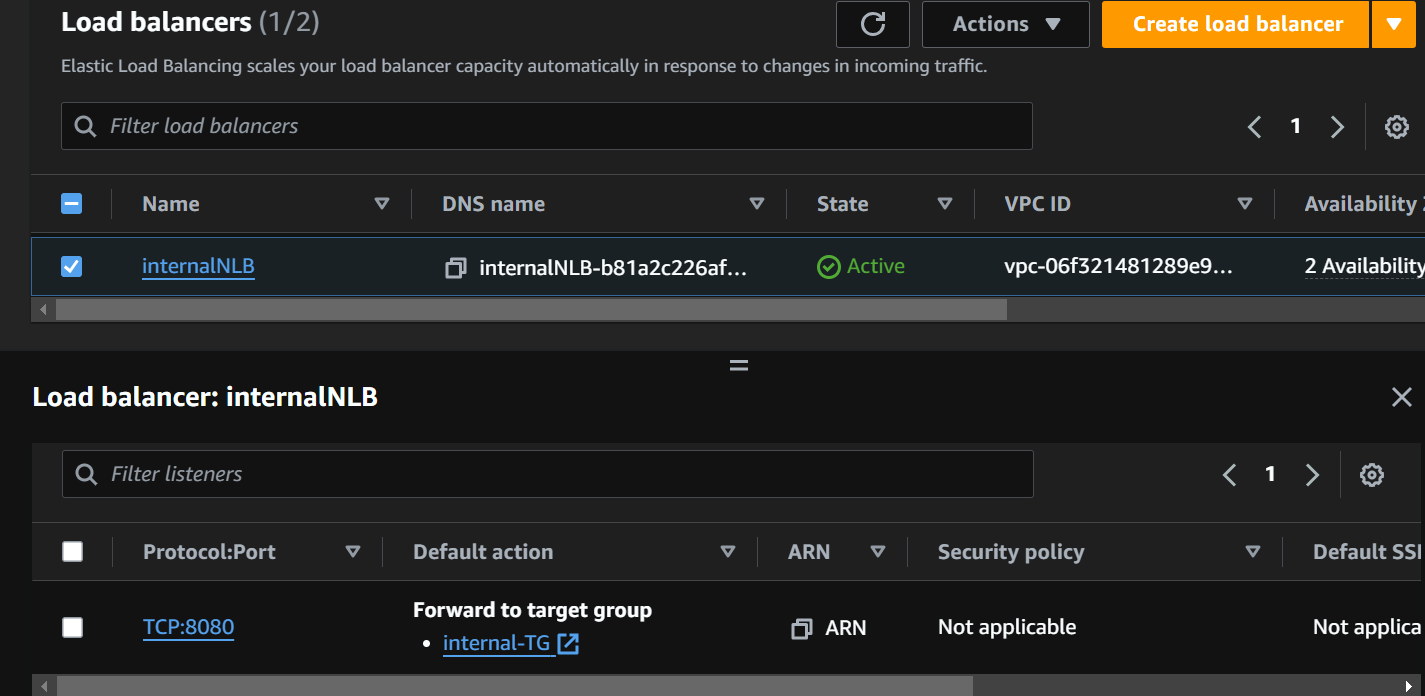 Load balancers (1/2)
Actions
Create load balancer
Elastic Load Balancing scales your load balancer capacity automatically in response to changes in incoming traffic.
Filter load balancers
1
Name DNS name State VPC ID Availability
internalNLB internalNLB-b81a2c226af... Active vpc-06f321481289e9... 2 Availability
Load balancer: internalNLB
Filter listeners
1
Protocol:Port Default action ARN Security policy Default SSl
Forward to target group
TCP:8080 internal-TG ARN Not applicable Not applica